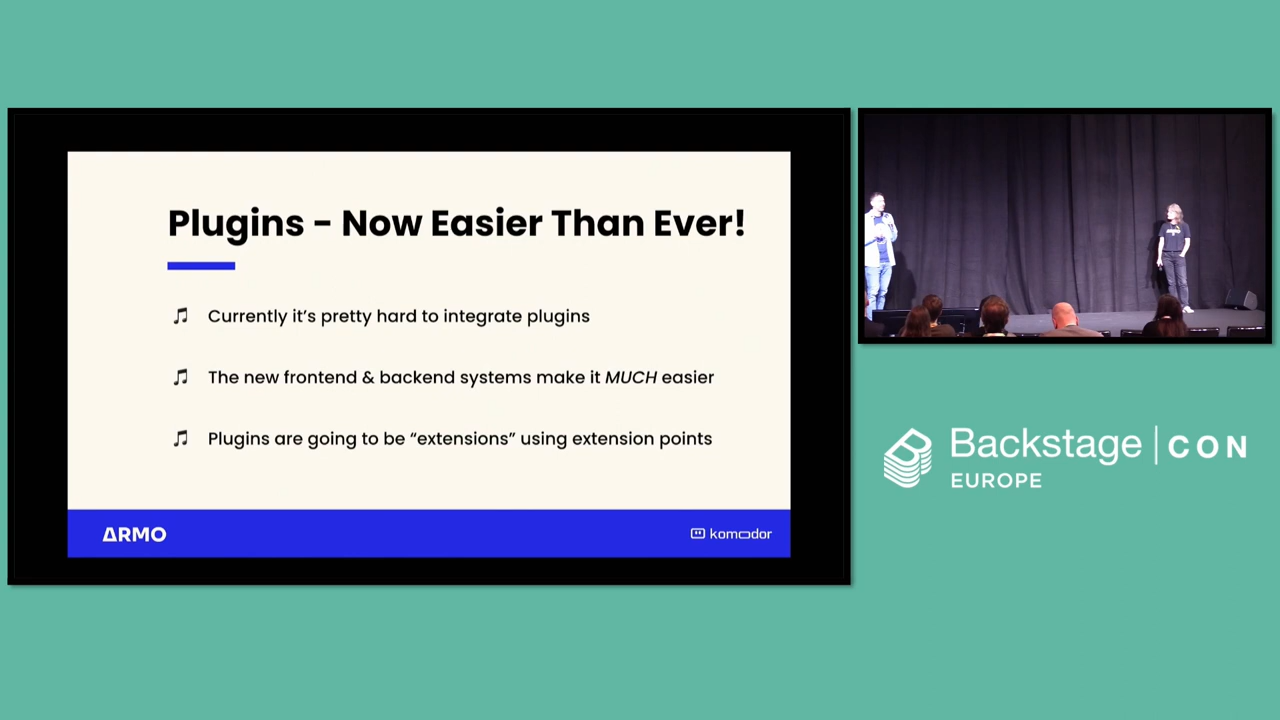 Plugins - Now Easier Than Ever!
Currently it’s pretty hard to integrate plugins
The new frontend & backend systems make it MUCH easier
Plugins are going to be “extensions” using extension points
ARMO
komodor
Backstage | CON
EUROPE